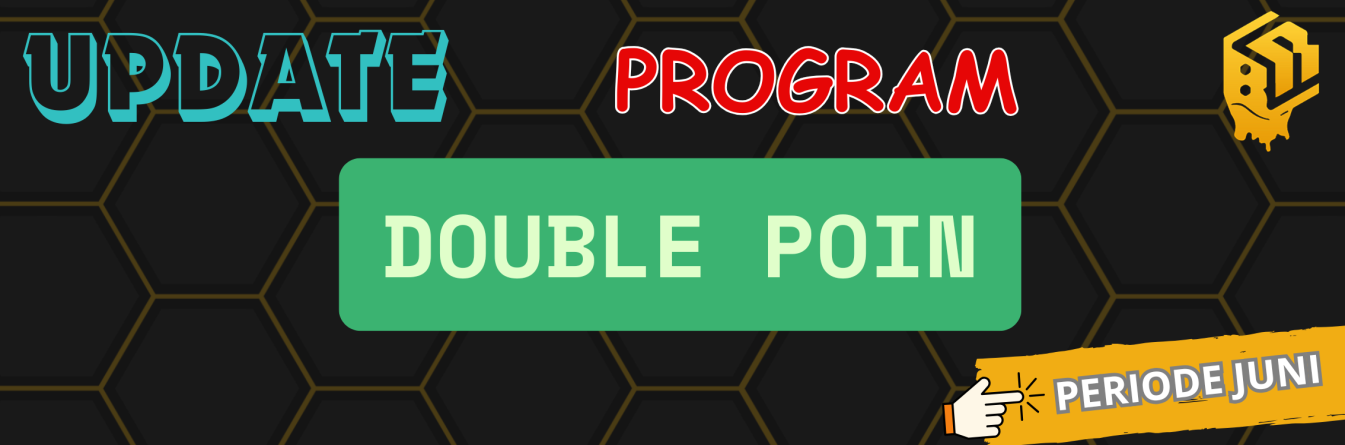 UPDATE PROGRAM
DOUBLE POIN
PERIODE JUNI